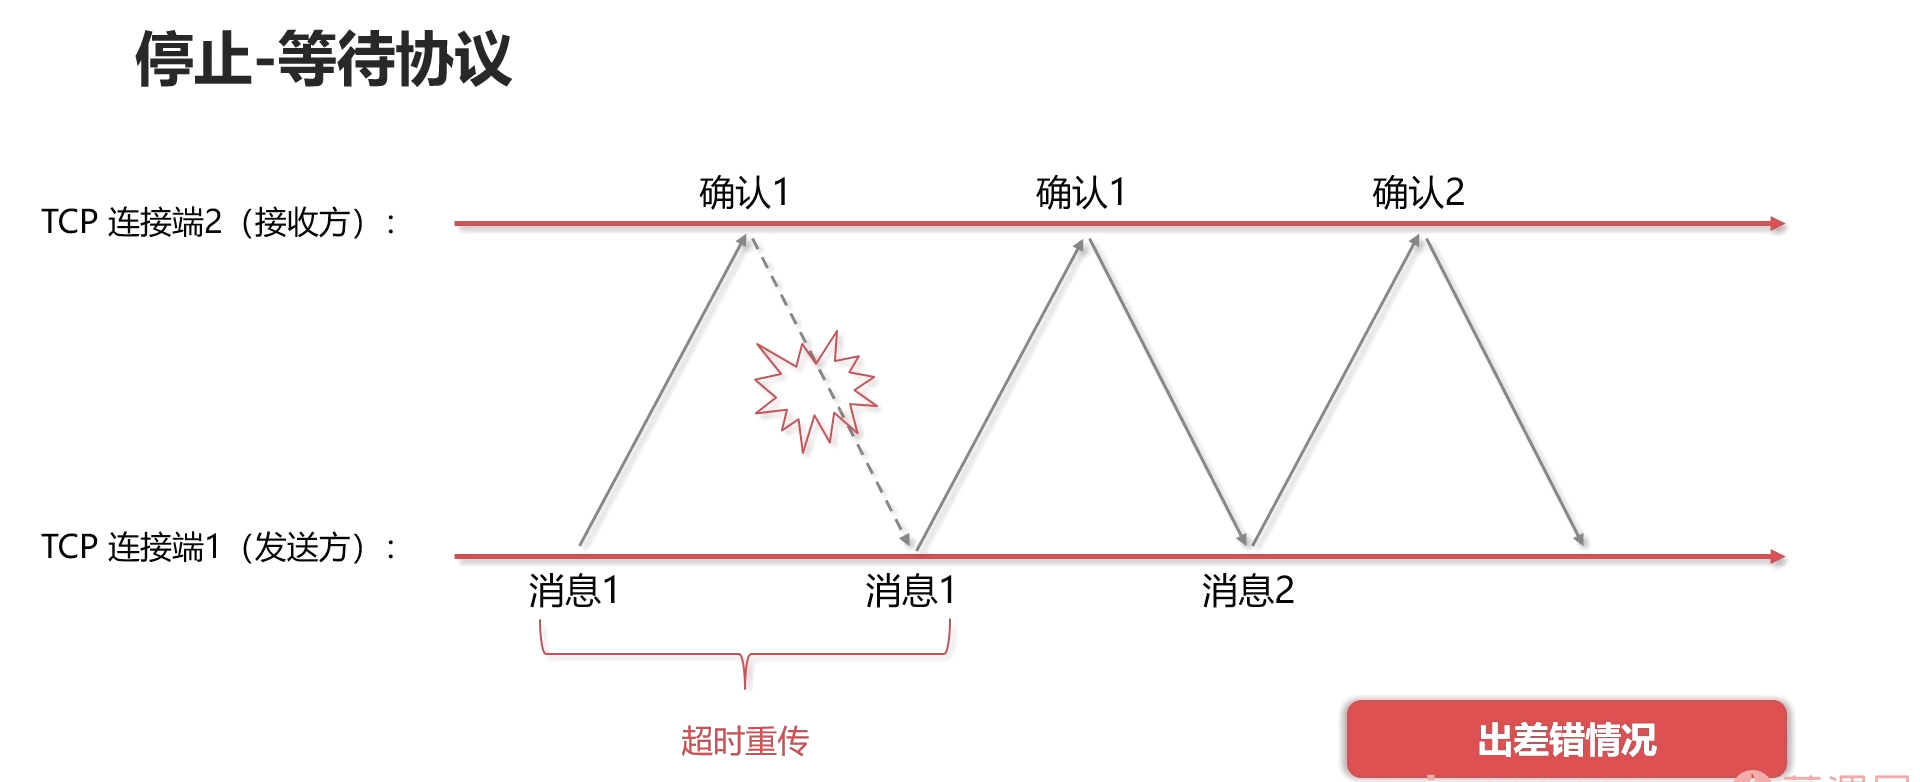 停止-等待协议
确认1
确认1
确认2
TCP 连接端2（接收方）:
TCP 连接端1（发送方）:
消息1
消息1
消息2
超时重传
出差错情况